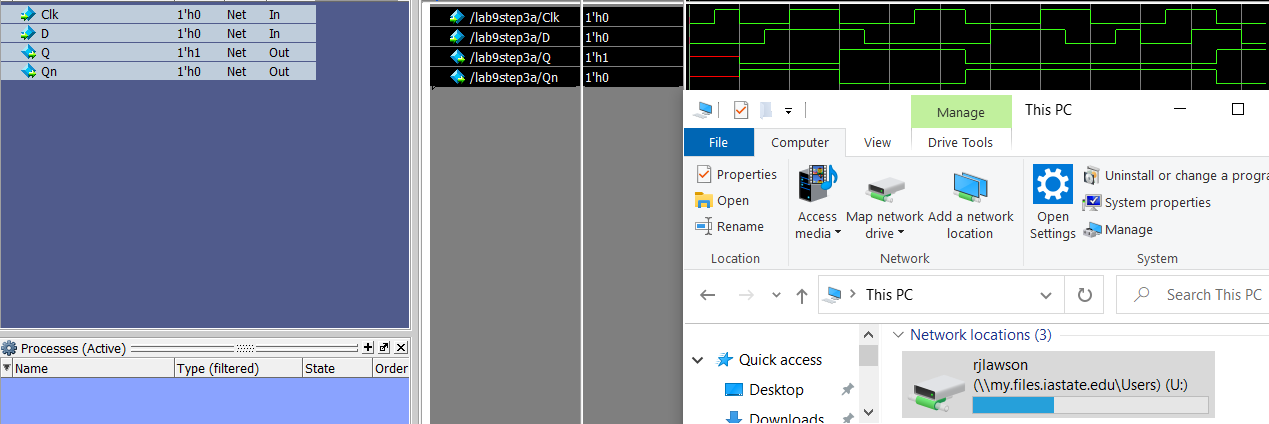 Clk 1'h0 Net In
D 1'h0 Net In
Q 1'h1 Net Out
Qn 1'h0 Net Out
/lab9step3a/Clk 1'h0
/lab9step3a/D 1'h0
/lab9step3a/Q 1'h1
/lab9step3a/Qn 1'h0
Manage This PC
File Computer View Drive Tools
Properties
Open
Rename
Location
Access media
Map network drive
Add a network location
Network
Open Settings
Uninstall or change a progra
System properties
Manage
System
This PC
Search This PC
Quick access
Desktop
Downloads
Network locations (3)
rjlawson
(\\my.files.iastate.edu\Users) (U:)
Processes (Active)
Name Type (filtered) State Order